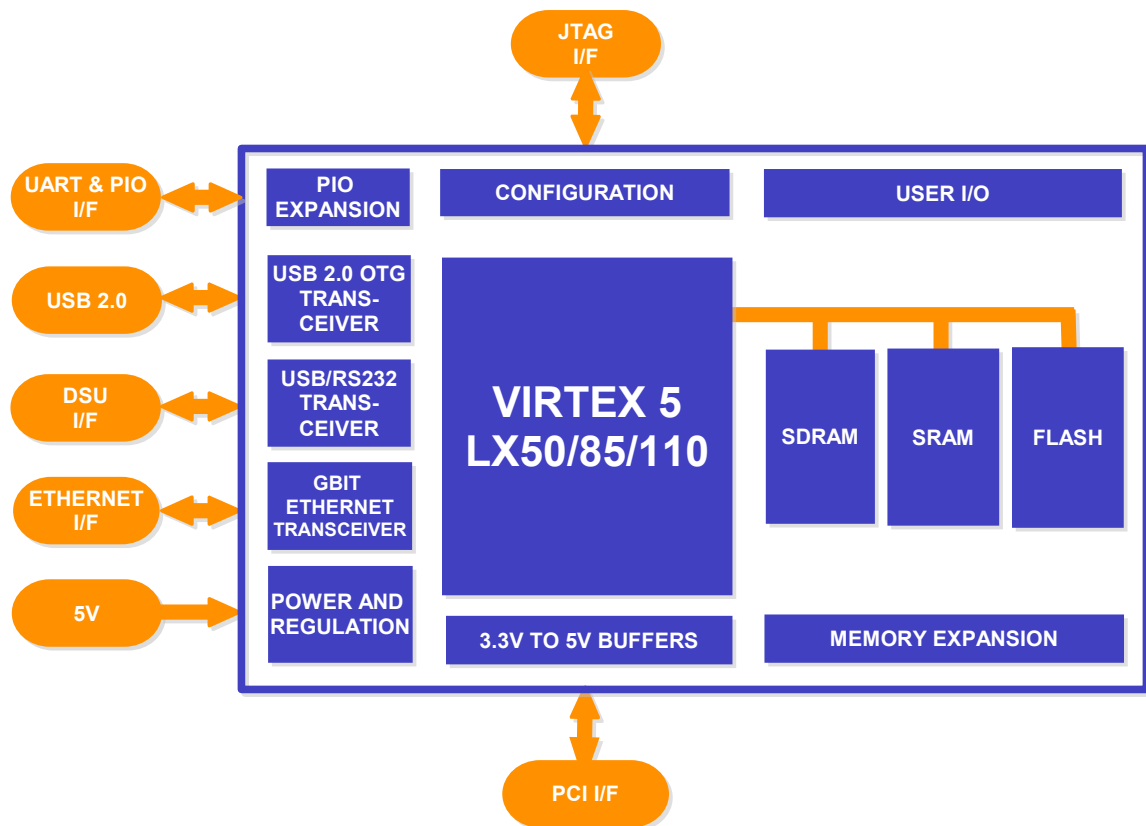 JTAG
I/F
UART & PIO
I/F
PIO
EXPANSION
CONFIGURATION
USER I/O
USB 2.0
USB 2.0 OTG
TRANS-
CEIVER
DSU
I/F
USB/RS232
TRANS-
CEIVER
VIRTEX 5
LX50/85/110
SDRAM
SRAM
FLASH
ETHERNET
I/F
GBIT
ETHERNET
TRANSCEIVER
5V
POWER AND
REGULATION
3.3V TO 5V BUFFERS
MEMORY EXPANSION
PCI I/F